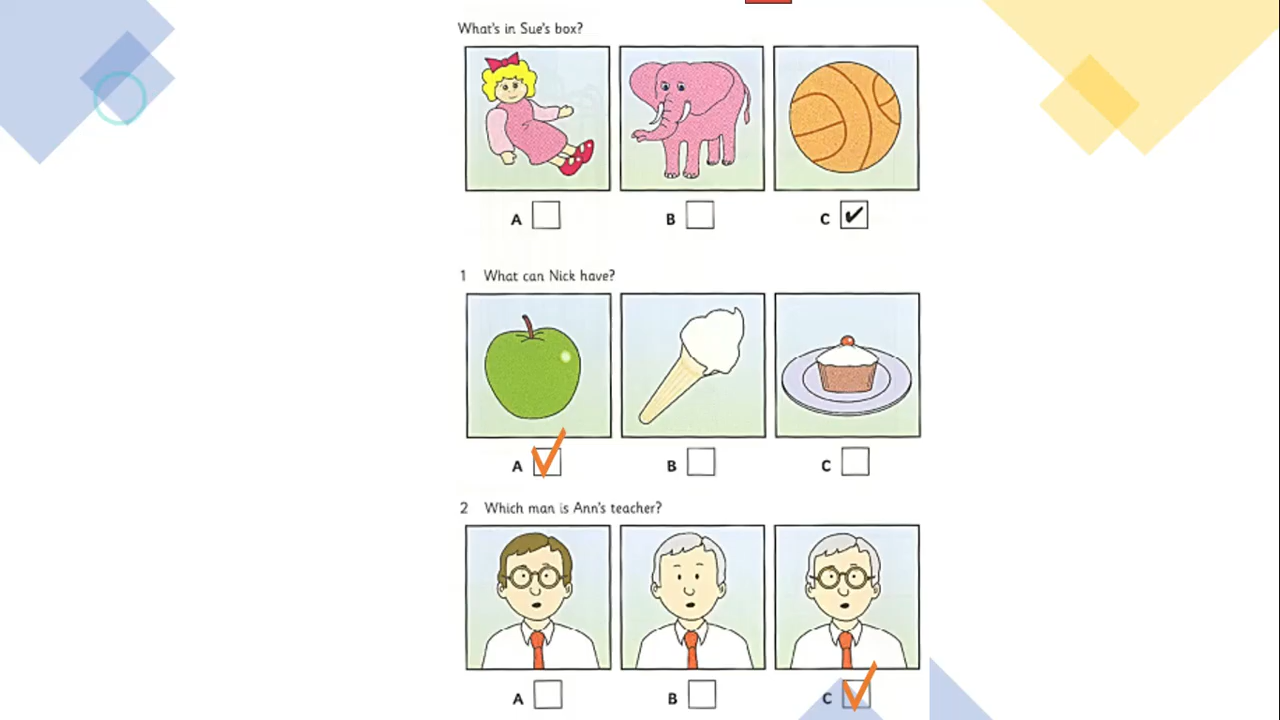 What's in Sue's box?
A B C ✔
1 What can Nick have?
A B C
2 Which man is Ann's teacher?
A B C